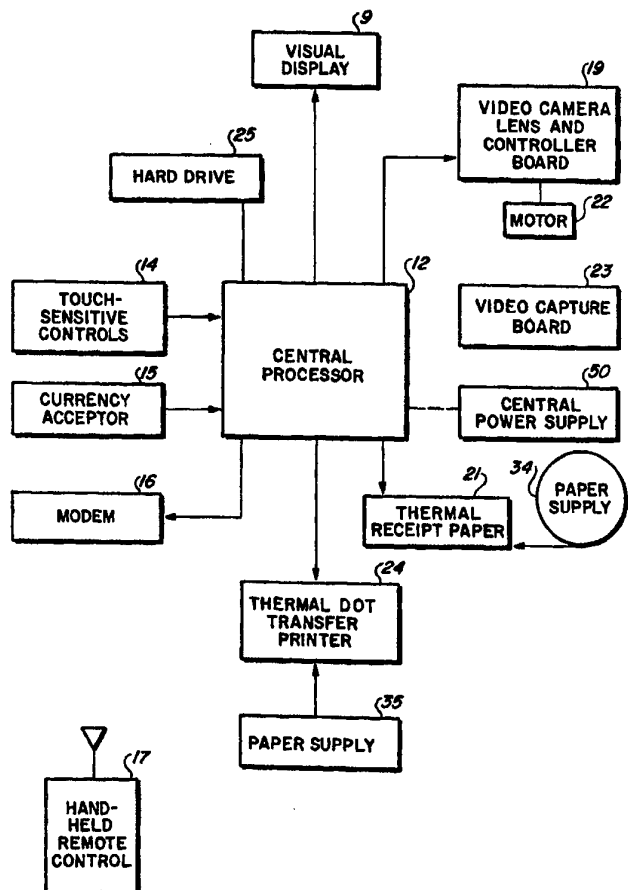 9
VISUAL
DISPLAY
19
VIDEO CAMERA
LENS AND
CONTROLLER
BOARD
25
HARD DRIVE
MOTOR
22
14
TOUCH-
SENSITIVE
CONTROLS
12
CENTRAL
PROCESSOR
23
VIDEO CAPTURE
BOARD
15
CURRENCY
ACCEPTOR
50
CENTRAL
POWER SUPPLY
16
MODEM
21
THERMAL
RECEIPT PAPER
34
PAPER
SUPPLY
24
THERMAL DOT
TRANSFER
PRINTER
35
PAPER SUPPLY
17
HAND-
HELD
REMOTE
CONTROL